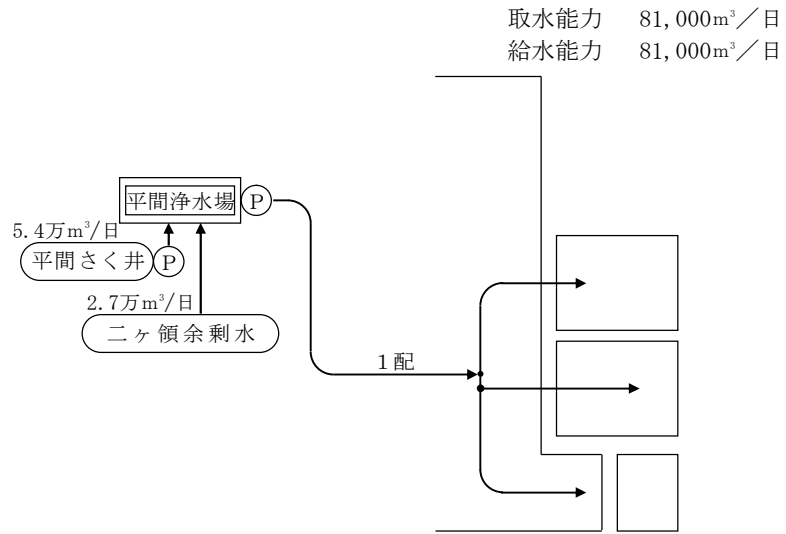 取水能力 81,000m³／日
給水能力 81,000m³／日
平間浄水場 P
5.4万m³/日
平間さく井 P
2.7万m³/日
二ヶ領余剰水
1配